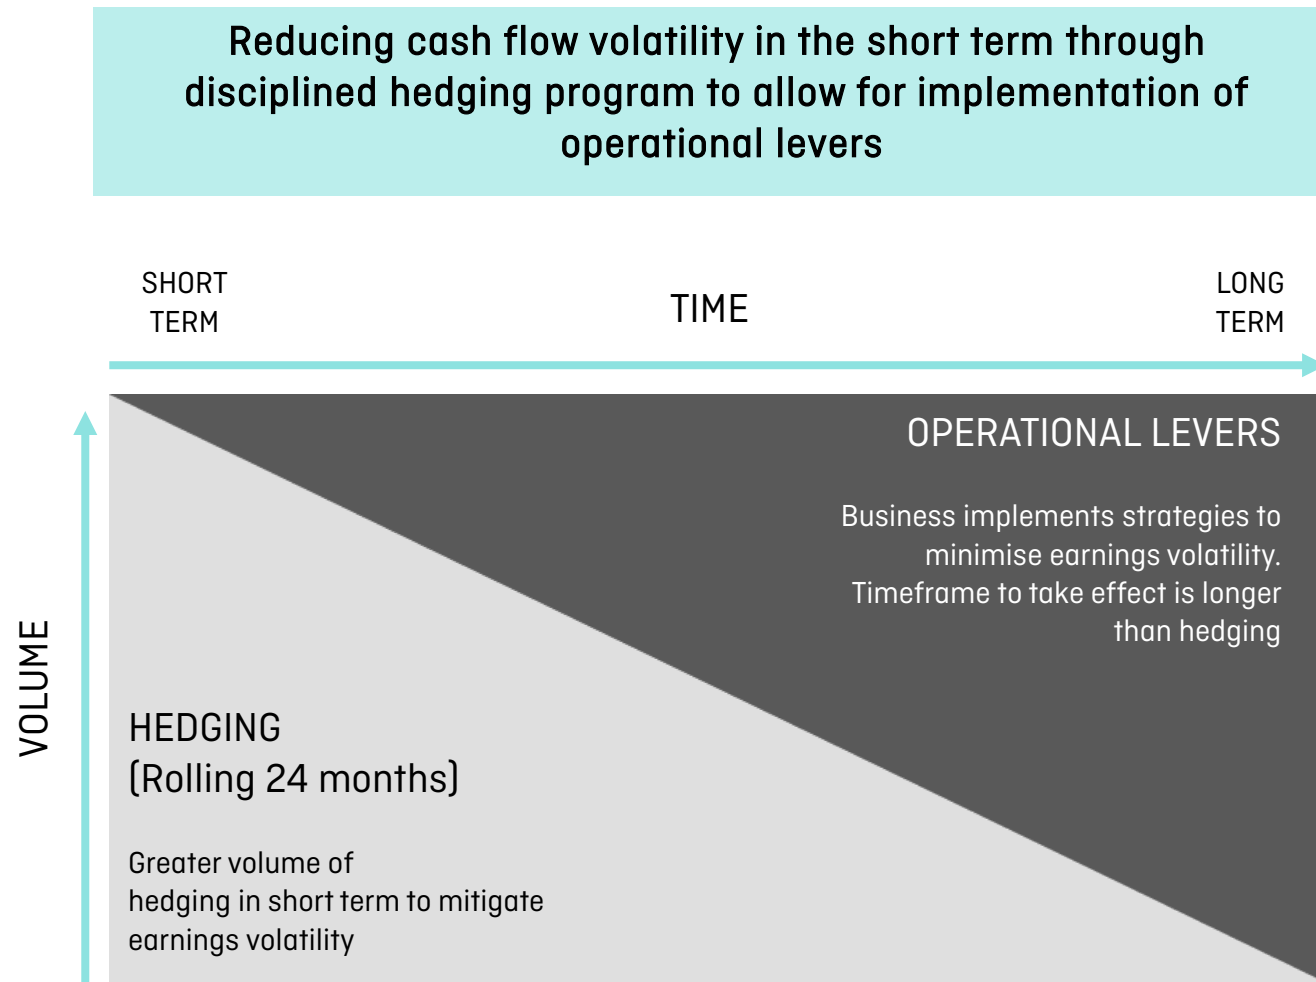 Reducing cash flow volatility in the short term through
disciplined hedging program to allow for implementation of
operational levers
SHORT
TERM
TIME
LONG
TERM
OPERATIONAL LEVERS
Business implements strategies to
minimise earnings volatility.
Timeframe to take effect is longer
than hedging
VOLUME
HEDGING
(Rolling 24 months)
Greater volume of
hedging in short term to mitigate
earnings volatility